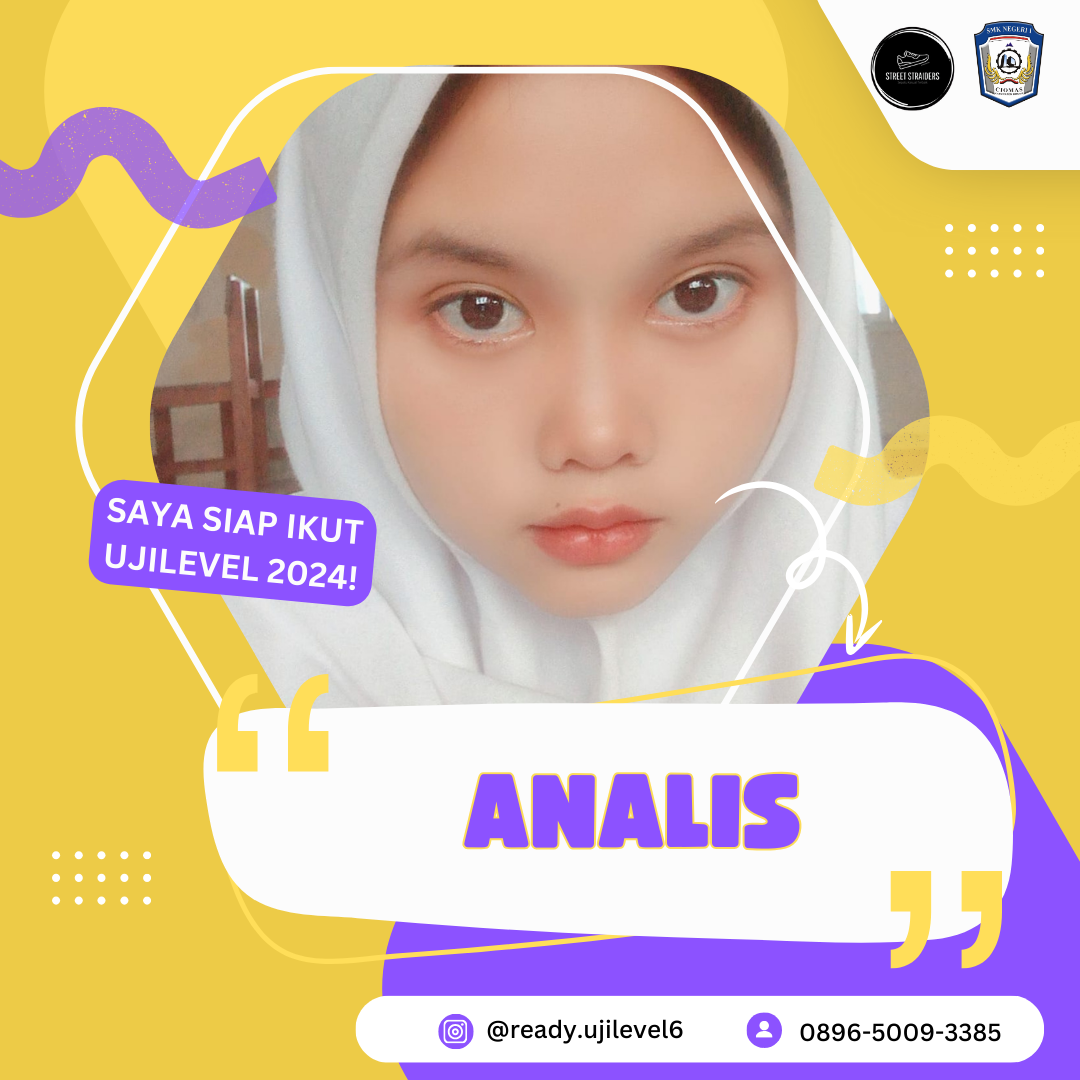 STREET STRAIDERS
SMK NEGERI 1
CIOMAS
SAYA SIAP IKUT
UJILEVEL 2024!
“
ANALIS
”
@ready.ujilevel6
0896-5009-3385